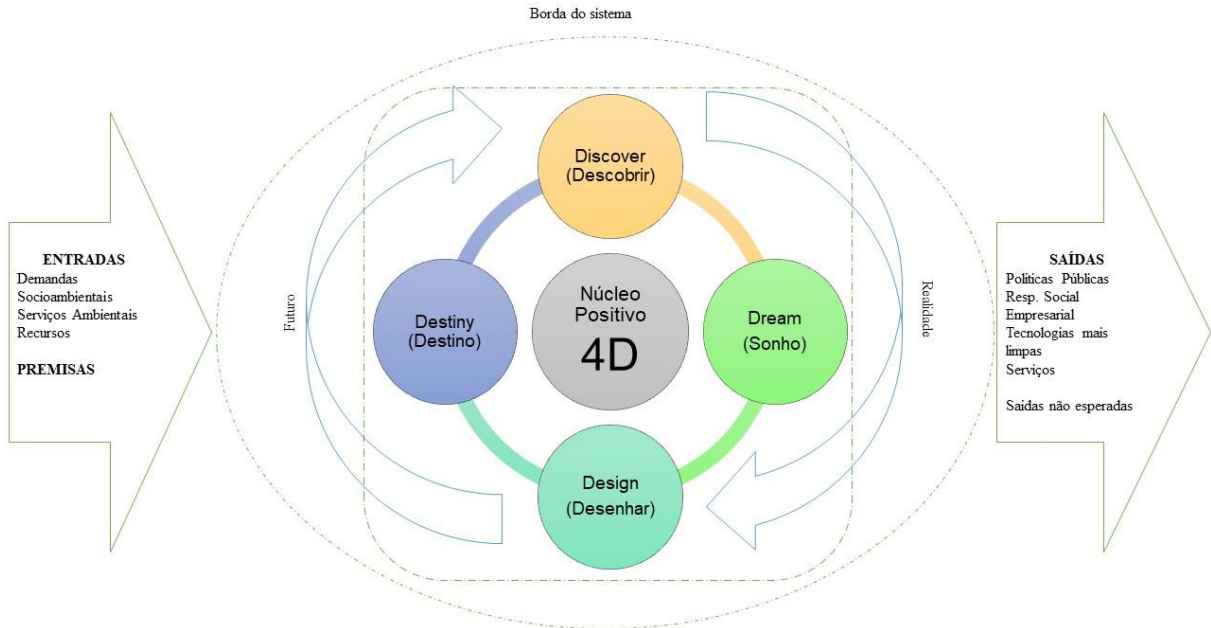 Borda do sistema
ENTRADAS
Demandas
Socioambientais
Serviços Ambientais
Recursos
PREMISAS
Futuro
Discover
(Descobrir)
Destiny
(Destino)
Núcleo
Positivo
4D
Dream
(Sonho)
Design
(Desenhar)
Realidade
SAÍDAS
Políticas Públicas
Resp. Social
Empresarial
Tecnologias mais
limpas
Serviços
Saídas não esperadas